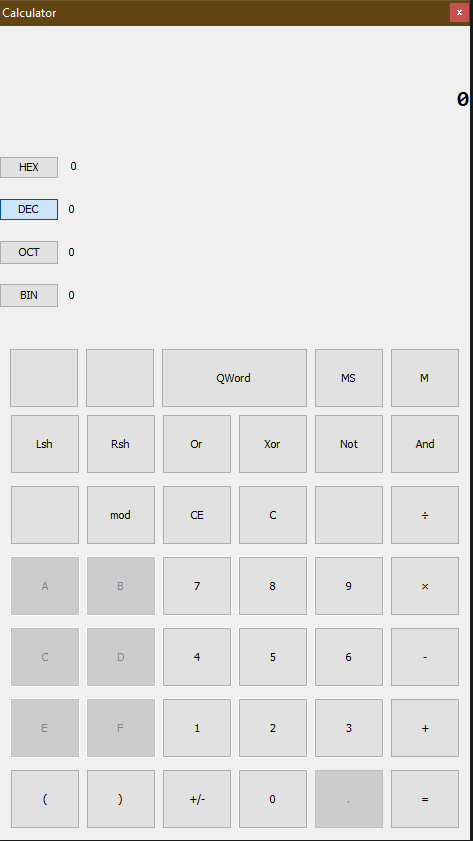 Calculator x
0
HEX 0
DEC 0
OCT 0
BIN 0
QWord MS M
Lsh Rsh Or Xor Not And
mod CE C ÷
A B 7 8 9 ×
C D 4 5 6 -
E F 1 2 3 +
( ) +/- 0 . =